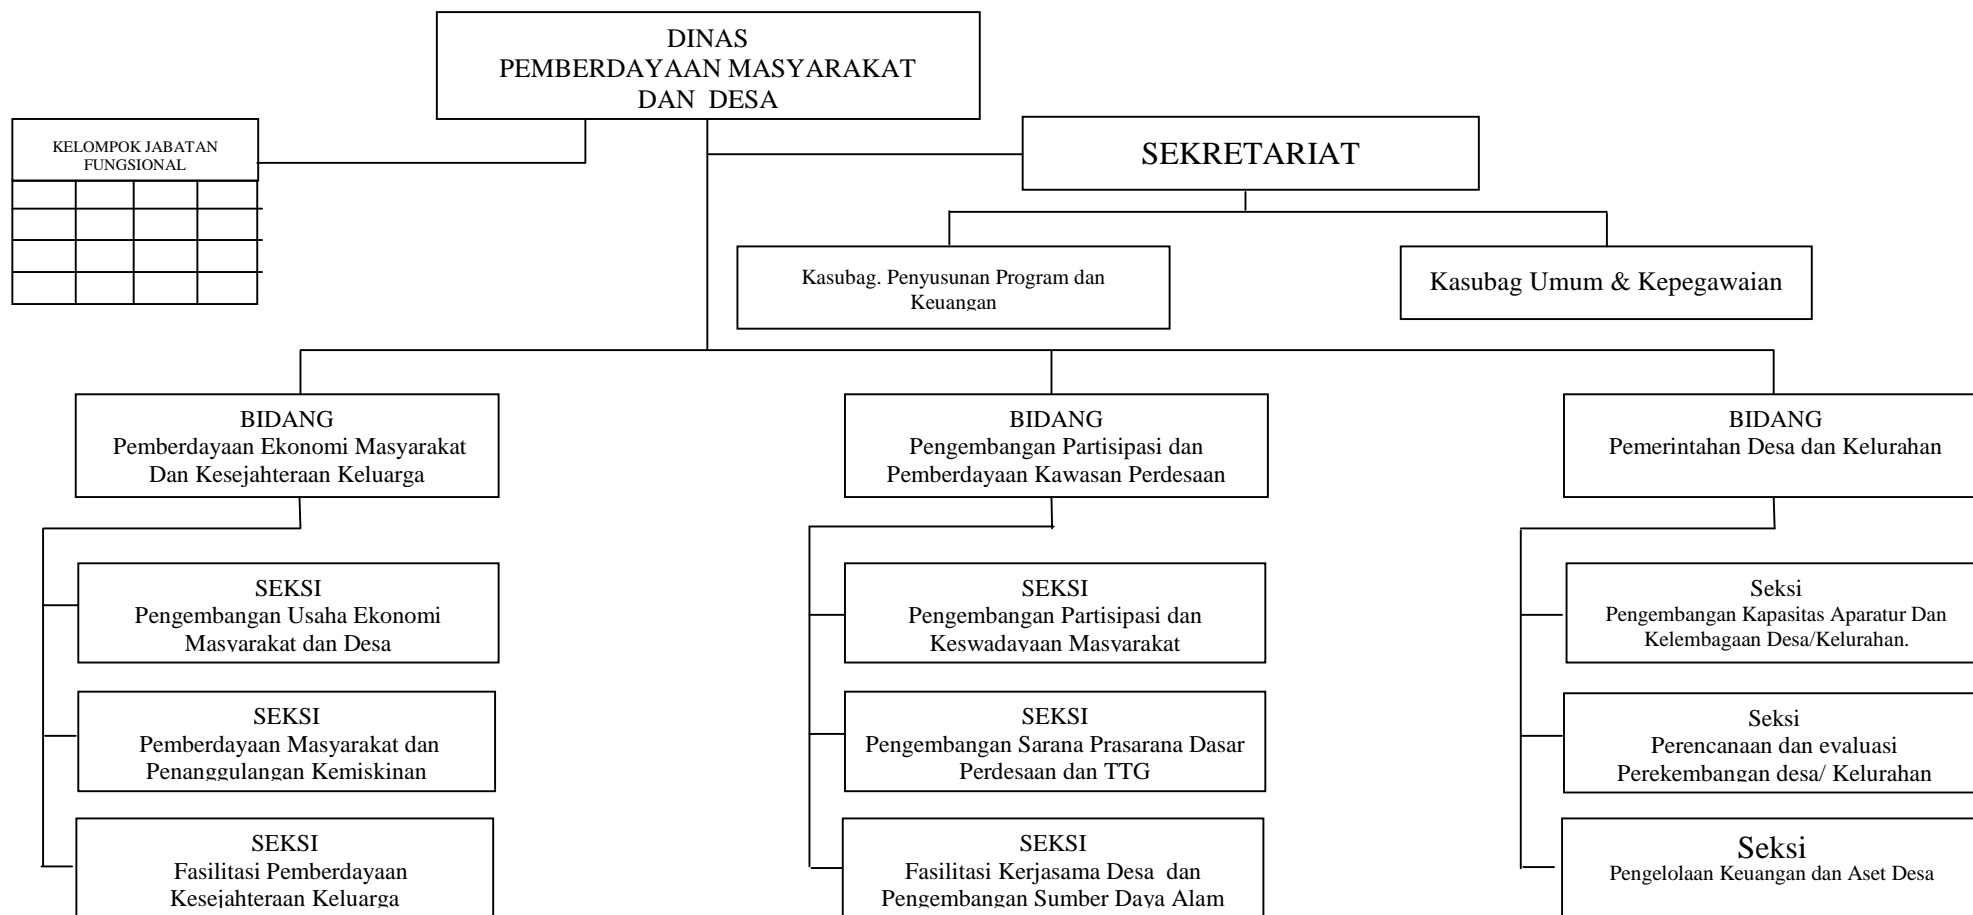 DINAS
PEMBERDAYAAN MASYARAKAT
DAN DESA
KELOMPOK JABATAN
FUNGSIONAL
SEKRETARIAT
Kasubag. Penyusunan Program dan
Keuangan
Kasubag Umum & Kepegawaian
BIDANG
Pemberdayaan Ekonomi Masyarakat
Dan Kesejahteraan Keluarga
BIDANG
Pengembangan Partisipasi dan
Pemberdayaan Kawasan Perdesaan
BIDANG
Pemerintahan Desa dan Kelurahan
SEKSI
Pengembangan Usaha Ekonomi
Masyarakat dan Desa
SEKSI
Pengembangan Partisipasi dan
Keswadayaan Masyarakat
Seksi
Pengembangan Kapasitas Aparatur Dan
Kelembagaan Desa/Kelurahan.
SEKSI
Pemberdayaan Masyarakat dan
Penanggulangan Kemiskinan
SEKSI
Pengembangan Sarana Prasarana Dasar
Perdesaan dan TTG
Seksi
Perencanaan dan evaluasi
Perekembangan desa/ Kelurahan
SEKSI
Fasilitasi Pemberdayaan
Kesejahteraan Keluarga
SEKSI
Fasilitasi Kerjasama Desa dan
Pengembangan Sumber Daya Alam
Seksi
Pengelolaan Keuangan dan Aset Desa